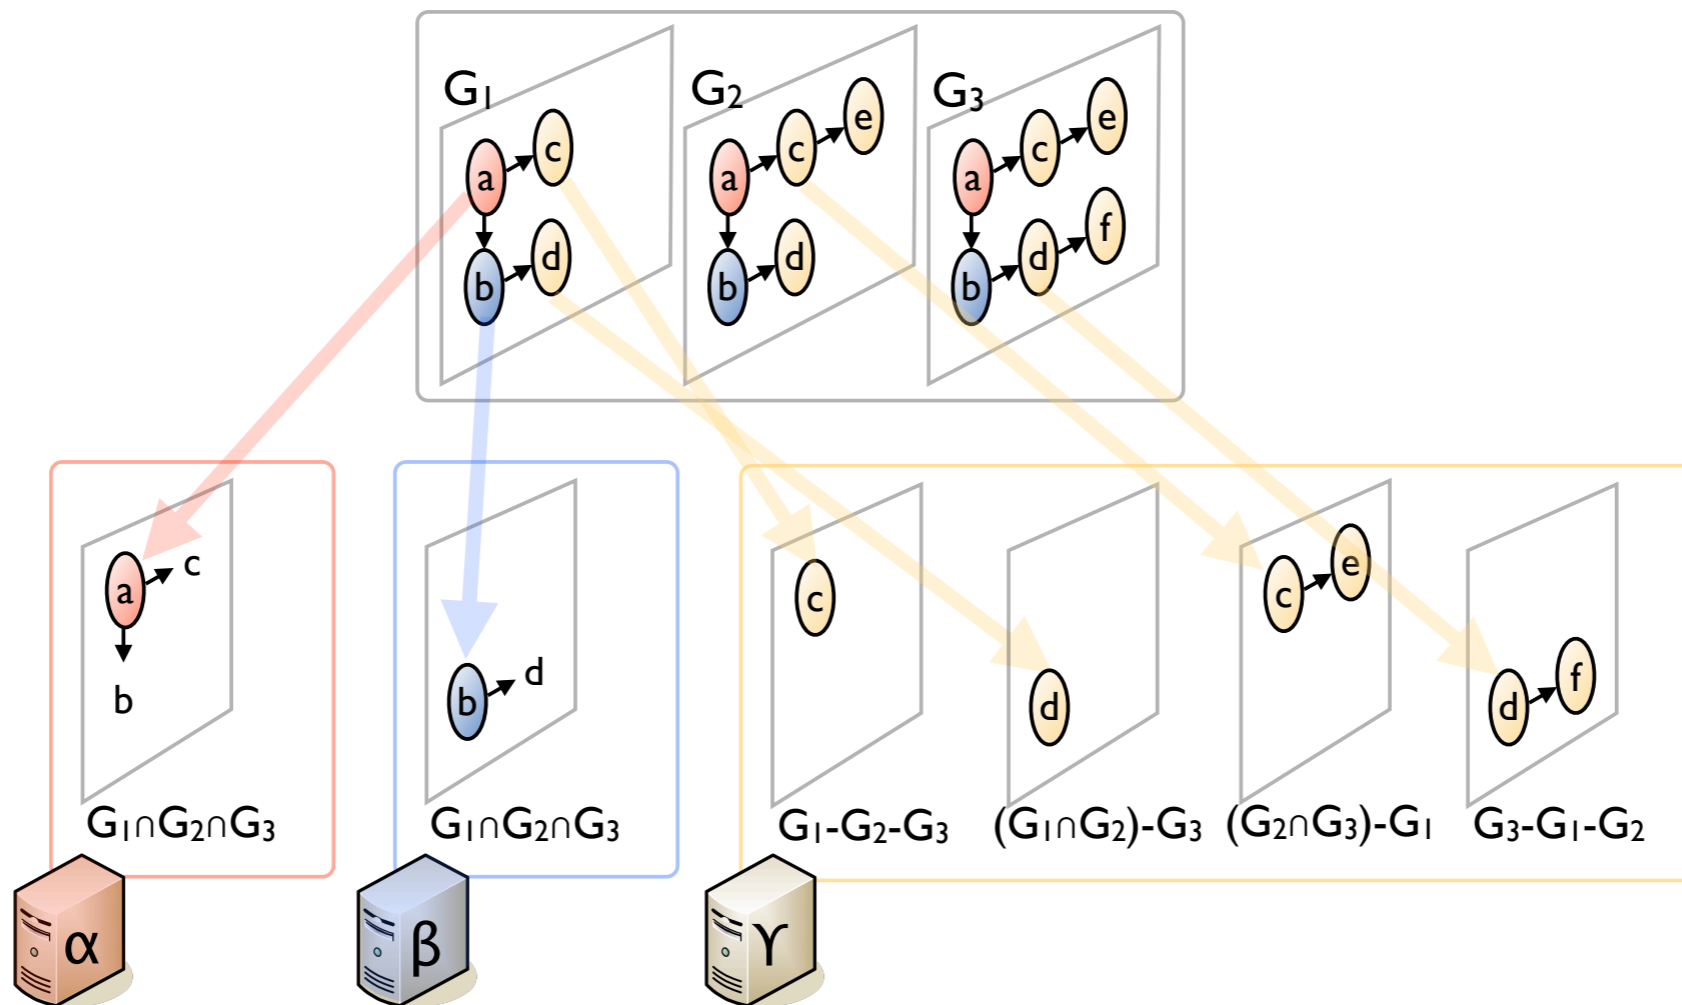 G₁ G₂ G₃
a c
b d
a c e
b d
a c e
b d f
a c
b
G₁∩G₂∩G₃
α
b d
G₁∩G₂∩G₃
β
c
G₁-G₂-G₃
d
(G₁∩G₂)-G₃
c e
(G₂∩G₃)-G₁
d f
G₃-G₁-G₂
γ